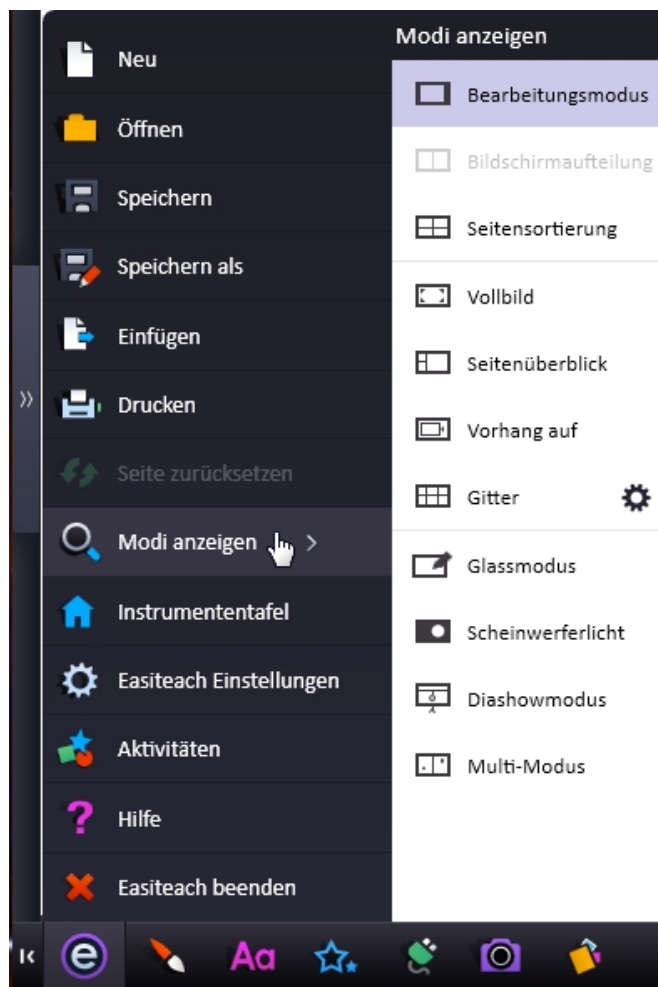 Neu
Öffnen
Speichern
Speichern als
Einfügen
Drucken
Seite zurücksetzen
Modi anzeigen
Instrumententafel
Easiteach Einstellungen
Aktivitäten
Hilfe
Easiteach beenden
Modi anzeigen
Bearbeitungsmodus
Bildschirmaufteilung
Seitensortierung
Vollbild
Seitenüberblick
Vorhang auf
Gitter
Glassmodus
Scheinwerferlicht
Diashowmodus
Multi-Modus
e
Aa